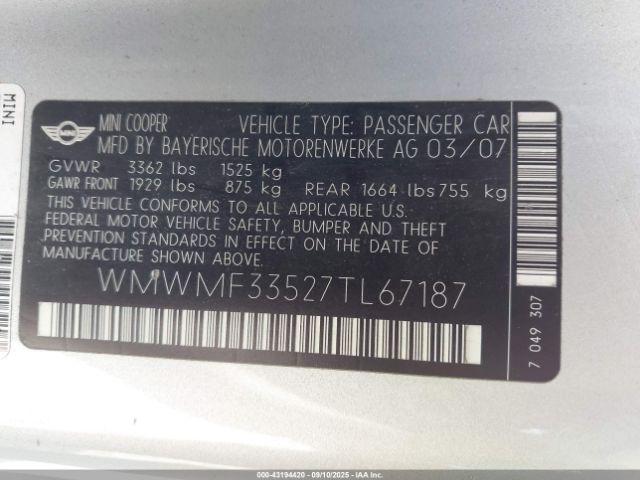 MINI
MINI
MINI COOPER VEHICLE TYPE: PASSENGER CAR
MFD BY BAYERISCHE MOTORENWERKE AG 03/07
GVWR 3362 lbs 1525 kg
GAWR FRONT 1929 lbs 875 kg REAR 1664 lbs 755 kg
THIS VEHICLE CONFORMS TO ALL APPLICABLE U.S.
FEDERAL MOTOR VEHICLE SAFETY, BUMPER AND THEFT
PREVENTION STANDARDS IN EFFECT ON THE DATE OF
MANUFACTURE SHOWN ABOVE.
WMWMF33527TL67187
7 049 307
000-43194420 - 09/10/2025 - IAA, LLC